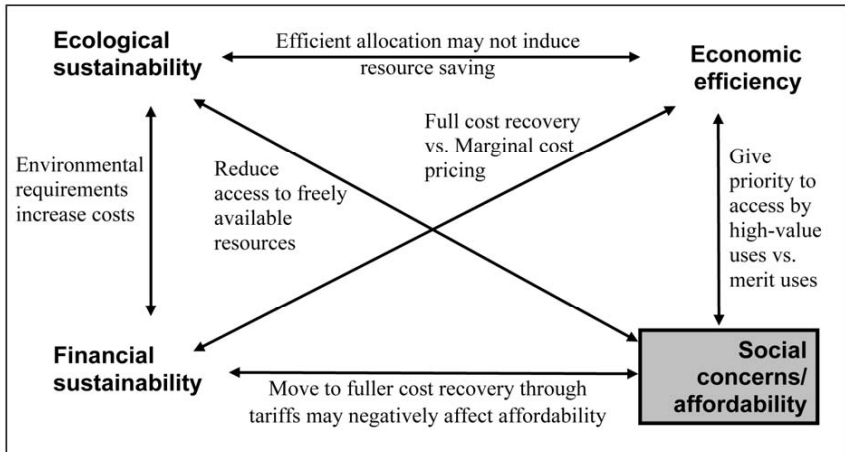 Ecological
sustainability
Efficient allocation may not induce
resource saving
Economic
efficiency
Full cost recovery
vs. Marginal cost
pricing
Environmental
requirements
increase costs
Reduce
access to freely
available
resources
Give
priority to
access by
high-value
uses vs.
merit uses
Financial
sustainability
Move to fuller cost recovery through
tariffs may negatively affect affordability
Social
concerns/
affordability